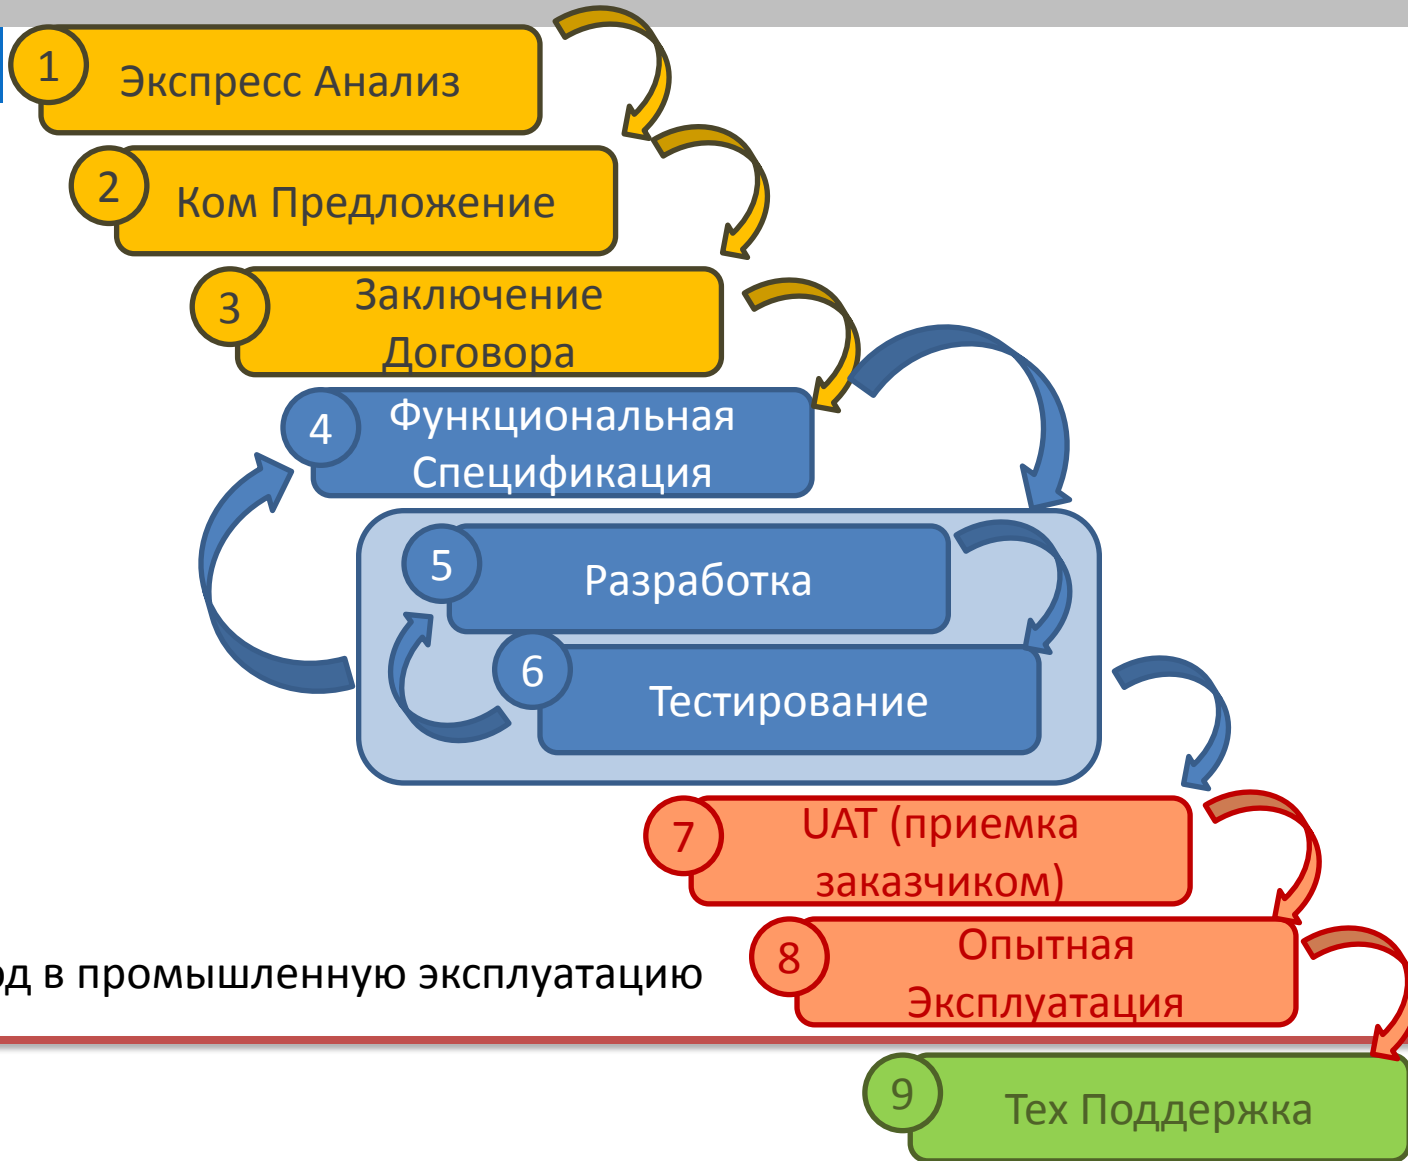 1
Экспресс Анализ
2
Ком Предложение
3
Заключение
Договора
4
Функциональная
Спецификация
5
Разработка
6
Тестирование
7
UAT (приемка
заказчиком)
8
Опытная
Эксплуатация
в промышленную эксплуатацию
9
Тех Поддержка